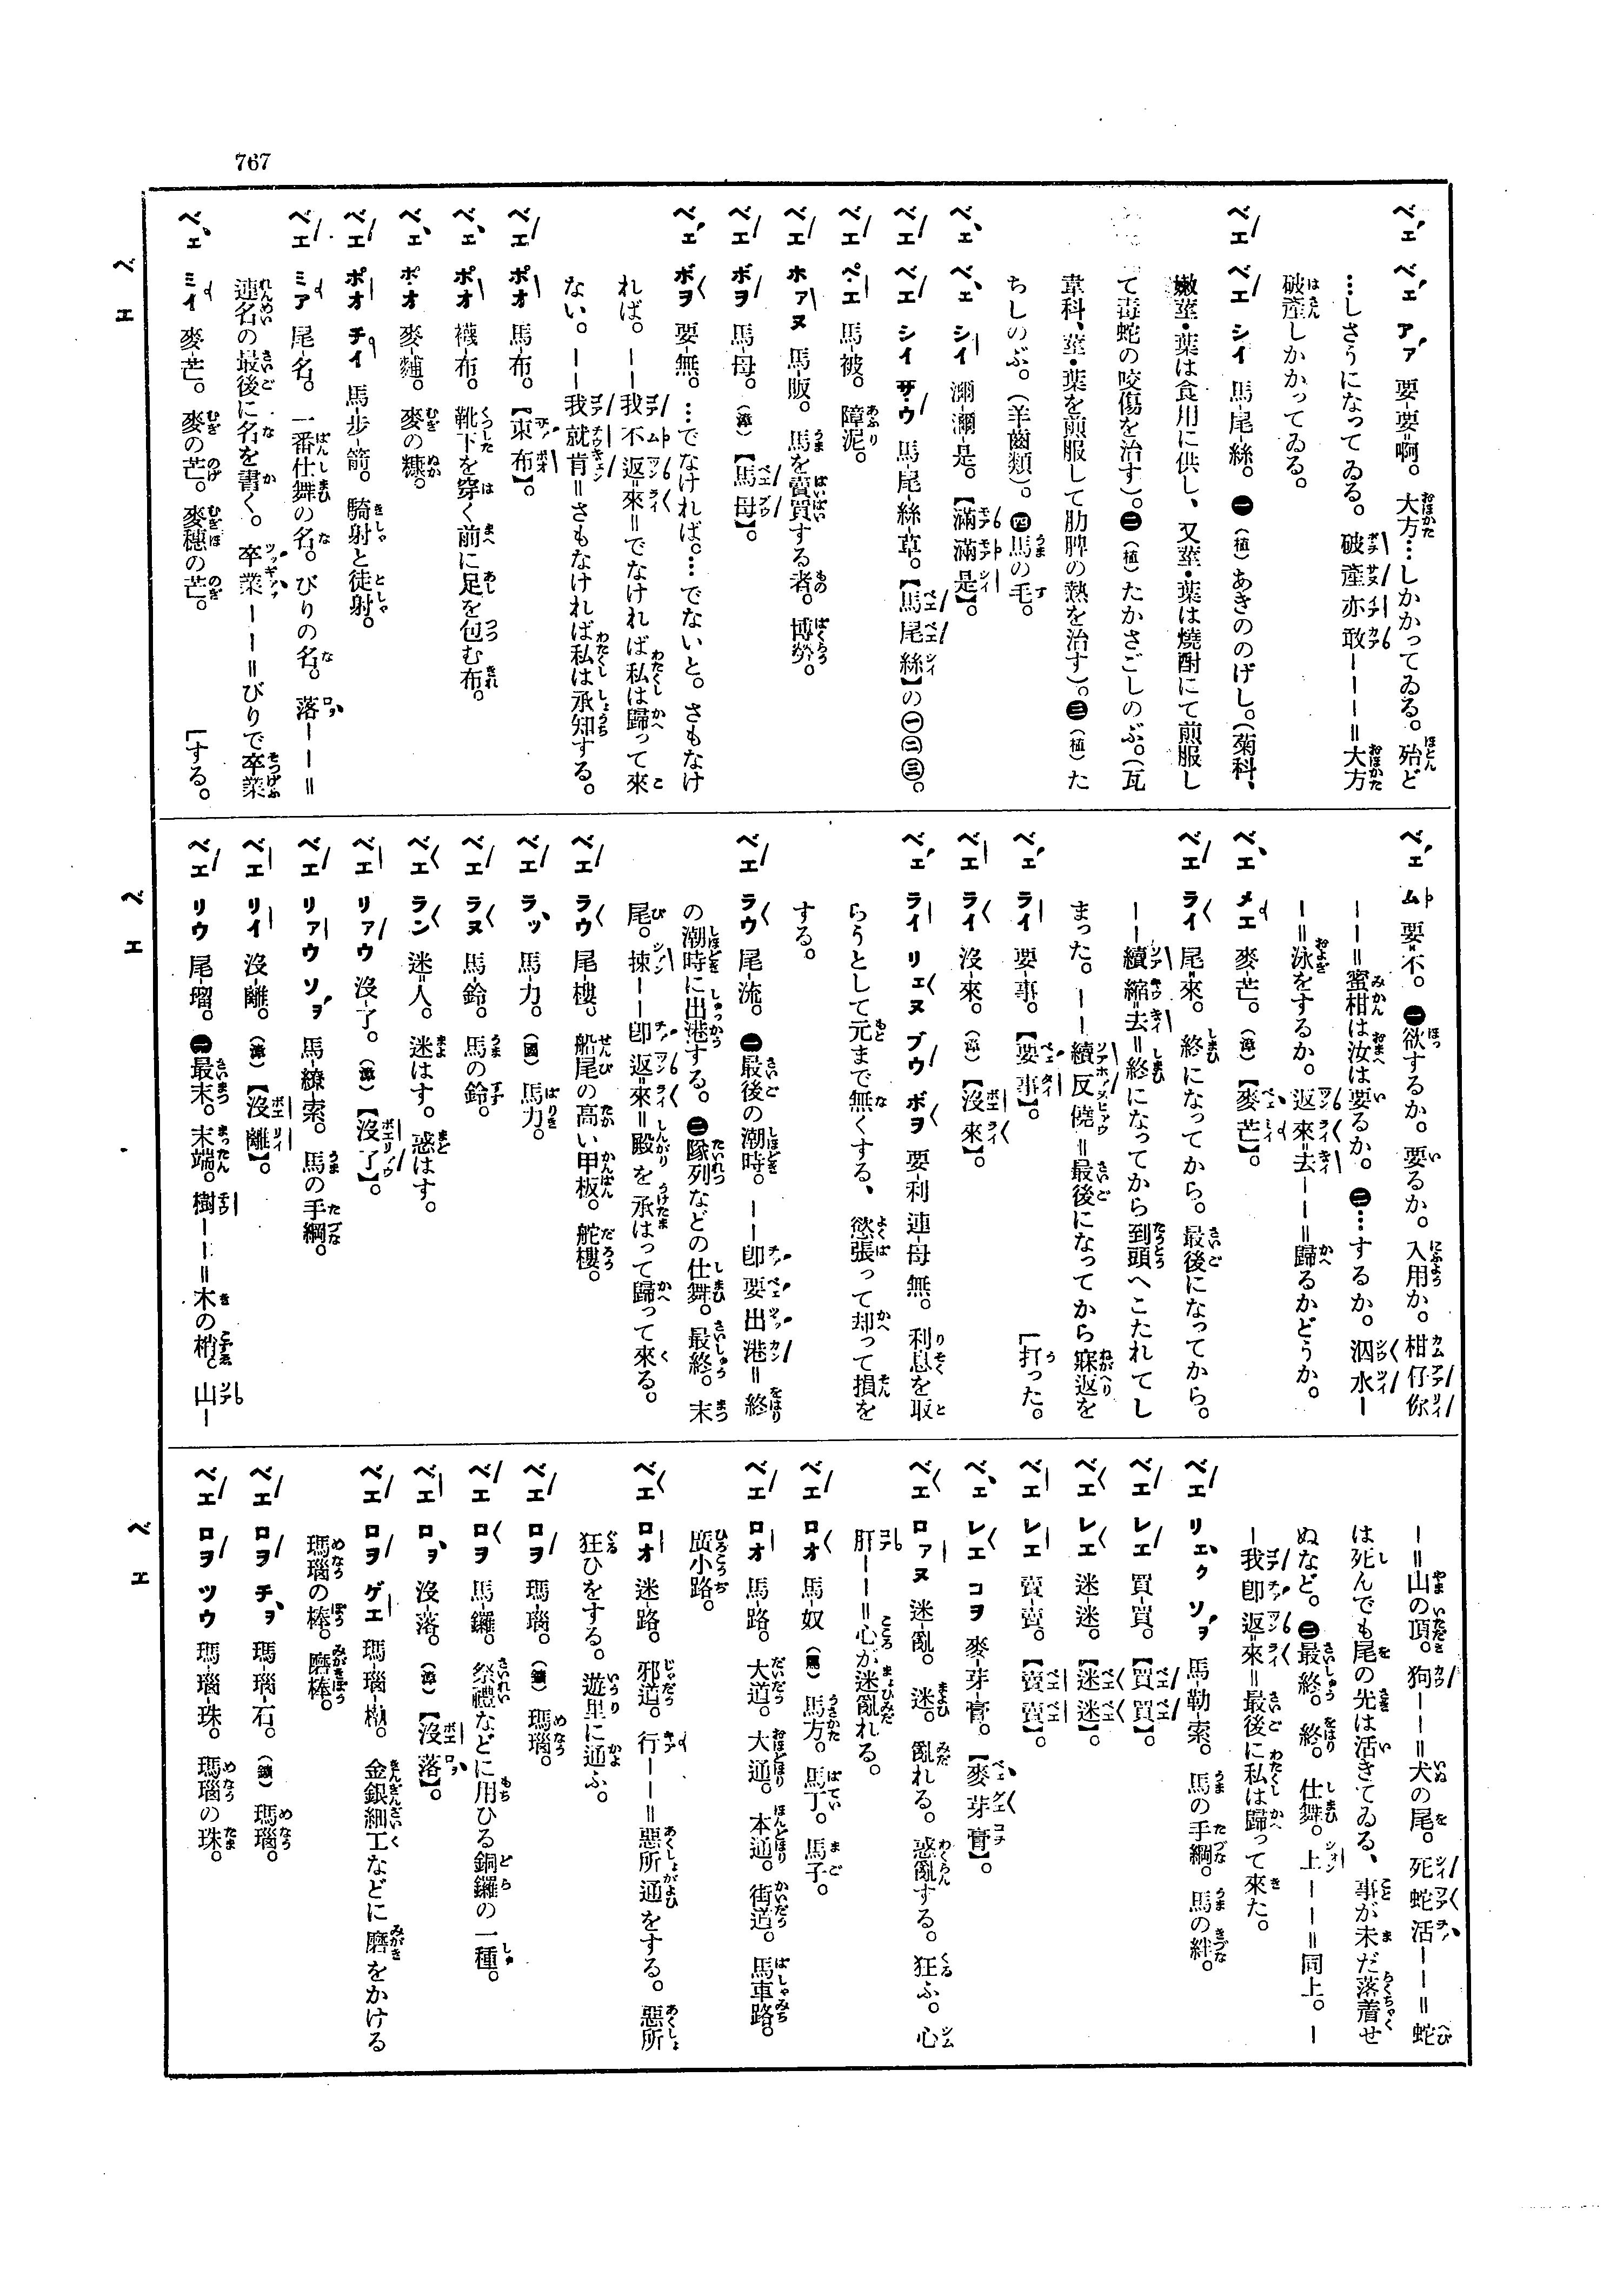 767
ベエ ベエ アァ 要-要=啊。 大方…しかかってゐる。殆ど
…しさうになってゐる。 破產亦敢ーーー=大方
破產しかかってゐる。
ベエ ベエ シイ 馬-尾-絲。 ㊀(植)あきののげし。(菊科、
嫩莖・葉は食用に供し、又莖・葉は燒酎にて煎服し
て毒蛇の咬傷を治す)。㊁(植)たかさごしのぶ。(瓦
韋科、莖・葉を煎服して肋脾の熱を治す)。㊂(植)た
ちしのぶ。(羊齒類)。㊃馬の毛。
ベエ ベエ シイ 濔-濔-是。【滿滿是】。
ベエ ベエ シイ ザウ 馬-尾-絲-草。【馬尾絲】の㊀㊁㊂。
ベエ ペエ 馬-被。 障泥。
ベエ ホァヌ 馬-販。 馬を賣買する者。博勞。
ベエ ボヲ 馬-母。(漳)【馬母】。
ベエ ボヲ 要-無。 …でなければ。…でないと。さもなけ
れば。ーー我不返=來=でなければ私は歸って來
ない。ーー我就肯=さもなければ私は承知する。
ベエ ポオ 馬-布。【束布】。
ベエ ポオ 襪-布。 靴下を穿く前に足を包む布。
ベエ ポオ 麥-䴸。 麥の糠。
ベエ ポオ チイ 馬-步-箭。 騎射と徒射。
ベエ ミア 尾-名。 一番仕舞の名。びりの名。落ーー=
連名の最後に名を書く。 卒業ーー=びりで卒業
[する。
ベエ ミイ 麥-芒。 麥の芒。麥穗の芒。
ベエ ム 要=不。 ㊀欲するか。要るか。入用か。柑仔你
ーー=蜜柑は汝は要るか。㊁…するか。 泅水ー
ー=泳をするか。返來=去ーー=歸るかどうか。
ベエ メエ 麥-芒。(漳)【麥芒】。
ベエ ライ 尾=來。 終になってから。最後になってから。
ーー續縮=去=終になってから到頭へこたれてし
まった。ーー續反僥=最後になってから寐返を
[打った。
ベエ ライ 要-事。【要事】。
ベエ ライ 沒-來。(漳)【沒來】。
ベエ ライ リエヌ ブウ ボヲ 要-利連-母無。 利息を取
らうとして元まで無くする、慾張って却って損を
する。
ベエ ラウ 尾-流。 ㊀最後の潮時。ーー卽要出港=終
の潮時に出港する。㊁隊列などの仕舞。最終。末
尾。揀ーー卽返=來=殿を承はって歸って來る。
ベエ ラウ 尾-樓。 船尾の高い甲板。舵樓。
ベエ ラッ 馬-力。(國) 馬力。
ベエ ラヌ 馬-鈴。 馬の鈴。
ベエ ラン 迷-人。 迷はす。惑はす。
ベエ リアウ 沒-了。(漳)【沒了】。
ベエ リアウ ソヲ 馬-繚-索。 馬の手綱。
ベエ リイ 沒-離。(漳)【沒離】。
ベエ リウ 尾-瑠。 ㊀最末。末端。樹ーー=木の梢。山ー
ー=山の頂。狗ーー=犬の尾。死蛇活ーー=蛇
は死んでも尾の光は活きてゐる、事が未だ落着せ
ぬなど。㊁最終。終。仕舞。上ーー=同上。ー
ー我卽返=來=最後に私は歸って來た。
ベエ リエク ソヲ 馬-勒-索。 馬の手綱。馬の絆。
ベエ レエ 買-買。【買買】。
ベエ レエ 迷-迷。【迷迷】。
ベエ レエ 賣-賣。【賣賣】。
ベエ レエ コヲ 麥-芽-膏。【麥芽膏】。
ベエ ロァヌ 迷-亂。 迷。 亂れる。惑亂する。狂ふ。心
肝ーー=心が迷亂れる。
ベエ ロオ 馬-奴 (罵) 馬方。馬丁。馬子。
ベエ ロオ 馬-路。 大道。大通。本通。街道。馬車路。
廣小路。
ベエ ロオ 迷-路。 邪道。行ーー=惡所通をする。惡所
狂ひをする。遊里に通ふ。
ベエ ロヲ 瑪-瑙。(鑛) 瑪瑙。
ベエ ロヲ 馬-鑼。 祭禮などに用ひる銅鑼の一種。
ベエ ロヲ 沒-落。(漳)【沒落】。
ベエ ロヲ ゲエ 瑪-瑙- 。 金銀細工などに磨をかける
瑪瑙の棒。磨棒。
ベエ ロヲ チヲ 瑪-瑙-石。(鑛) 瑪瑙。
ベエ ロヲ ツウ 瑪-瑙-珠。 瑪瑙の珠。
ベエ
ベエ
ベエ